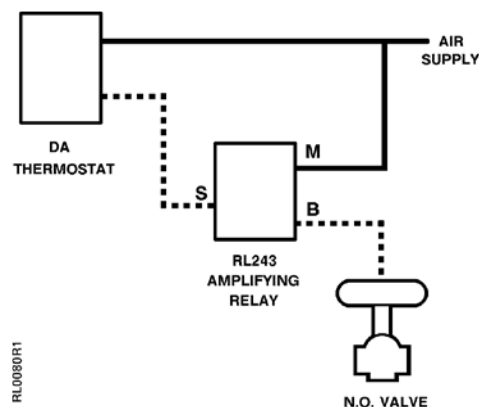 AIR
SUPPLY
DA
THERMOSTAT
M
S
B
RL243
AMPLIFYING
RELAY
RL0080R1
N.O. VALVE